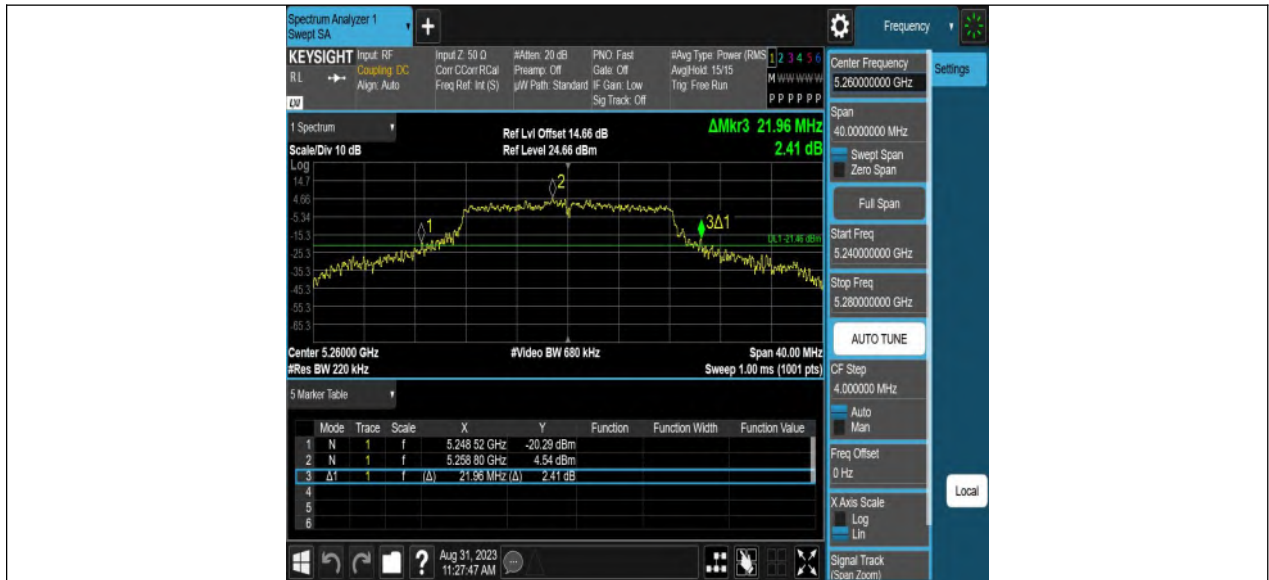 Spectrum Analyzer 1
Swept SA
+
Frequency
KEYSIGHT
RL
LXI
Input: RF
Coupling: DC
Align: Auto
Input Z: 50 Ω
Corr CCorr RCal
Freq Ref: Int (S)
#Atten: 20 dB
Preamp: Off
µW Path: Standard
PNO: Fast
Gate: Off
IF Gain: Low
Sig Track: Off
#Avg Type: Power (RMS
Avg|Hold: 15/15
Trig: Free Run
1 2 3 4 5 6
M W W W W W
P P P P P P
1 Spectrum
Scale/Div 10 dB
Ref Lvl Offset 14.66 dB
Ref Level 24.66 dBm
ΔMkr3 21.96 MHz
2.41 dB
Log
14.7
4.66
-5.34
-15.3
-25.3
-35.3
-45.3
-55.3
-65.3
1
2
3Δ1
DL1 -21.46 dBm
Center 5.26000 GHz
#Video BW 680 kHz
Span 40.00 MHz
#Res BW 220 kHz
Sweep 1.00 ms (1001 pts)
5 Marker Table
Mode Trace Scale X Y Function Function Width Function Value
1 N 1 f 5.248 52 GHz -20.29 dBm
2 N 1 f 5.258 80 GHz 4.54 dBm
3 Δ1 1 f (Δ) 21.96 MHz (Δ) 2.41 dB
4
5
6
?
Aug 31, 2023
11:27:47 AM
Center Frequency
5.260000000 GHz
Span
40.0000000 MHz
Swept Span
Zero Span
Full Span
Start Freq
5.240000000 GHz
Stop Freq
5.280000000 GHz
AUTO TUNE
CF Step
4.000000 MHz
Auto
Man
Freq Offset
0 Hz
X Axis Scale
Log
Lin
Signal Track
(Span Zoom)
Settings
Local